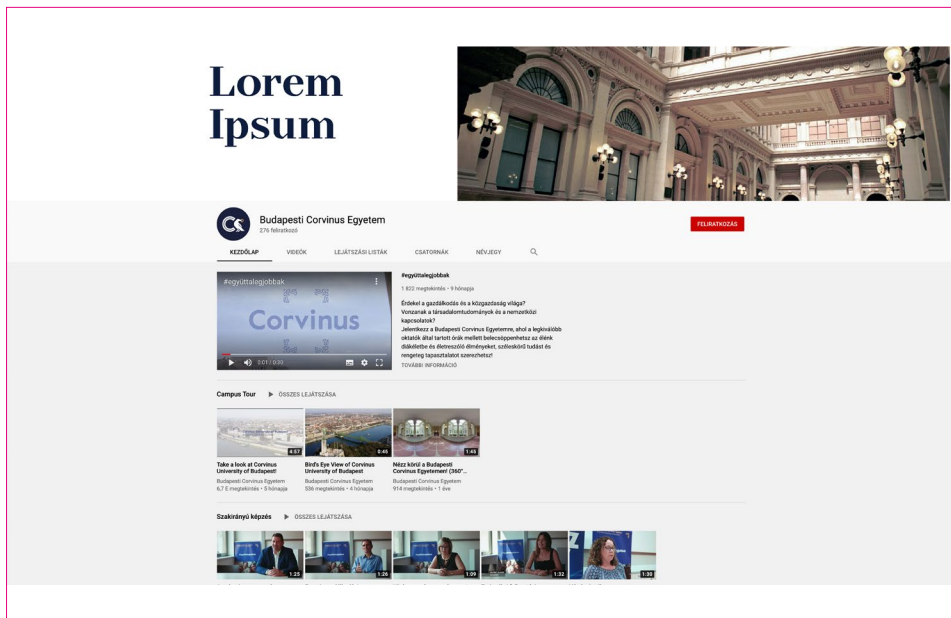 Lorem
Ipsum
Budapesti Corvinus Egyetem
276 feliratkozó
FELIRATKOZÁS
KEZDŐLAP VIDEÓK LEJÁTSZÁSI LISTÁK CSATORNÁK NÉVJEGY
#együttalegjobbak
Corvinus
0:01 / 0:20
#együttalegjobbak
1 822 megtekintés • 9 hónapja
Érdekel a gazdálkodás és a közgazdaság világa?
Vonzanak a társadalomtudományok és a nemzetközi
kapcsolatok?
Jelentkezz a Budapesti Corvinus Egyetemre, ahol a legkiválóbb
oktatók által tartott órák mellett belecsöppenhetsz az élénk
diákéletbe és életreszóló élményeket, széleskörű tudást és
rengeteg tapasztalatot szerezhetsz!
TOVÁBBI INFORMÁCIÓ
Campus Tour ÖSSZES LEJÁTSZÁSA
4:57 0:45 1:45
Take a look at Corvinus
University of Budapest!
Budapesti Corvinus Egyetem
6,7 E megtekintés • 5 hónapja
Bird's Eye View of Corvinus
University of Budapest
Budapesti Corvinus Egyetem
536 megtekintés • 4 hónapja
Nézz körül a Budapesti
Corvinus Egyetemen! (360°...
Budapesti Corvinus Egyetem
914 megtekintés • 1 éve
Szakirányú képzés ÖSSZES LEJÁTSZÁSA
1:25 1:26 1:09 1:32 1:30